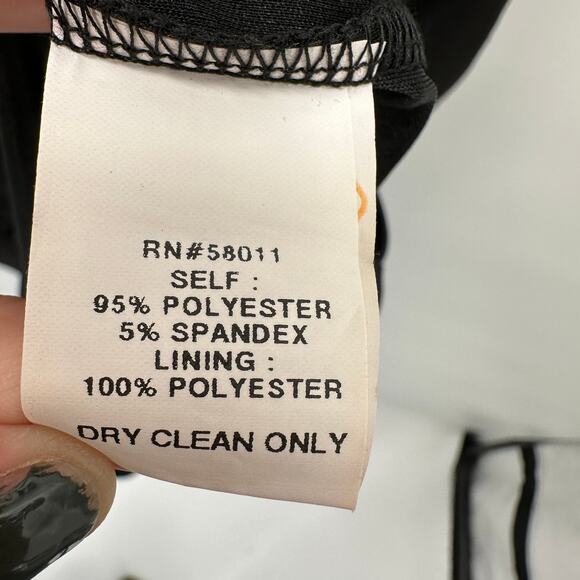 RN#58011
SELF :
95% POLYESTER
5% SPANDEX
LINING :
100% POLYESTER
DRY CLEAN ONLY